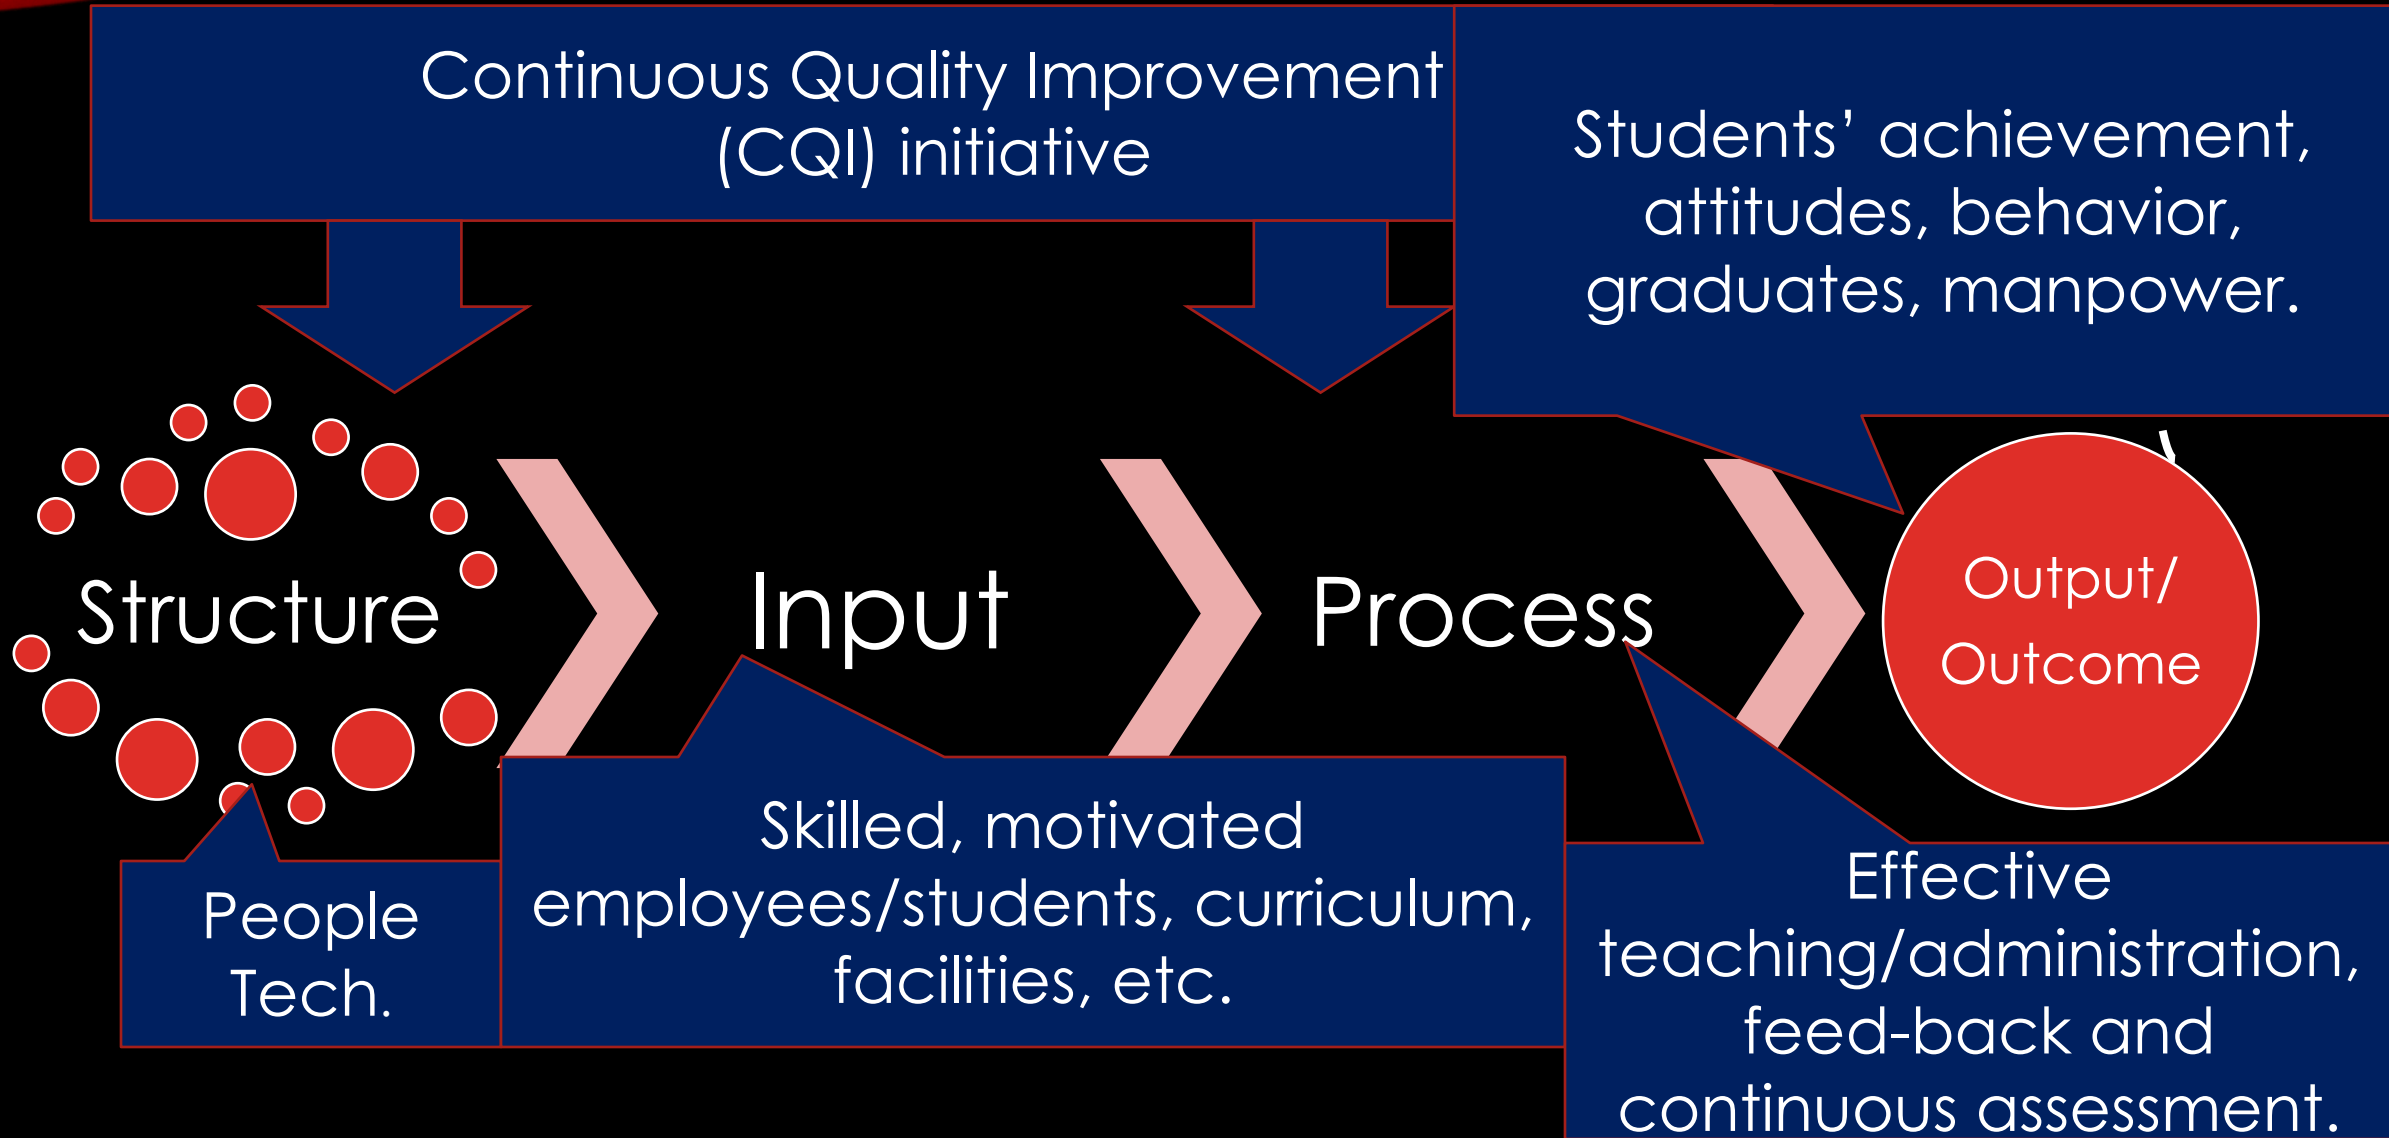 Continuous Quality Improvement
(CQI) initiative
Students’ achievement,
attitudes, behavior,
graduates, manpower.
Structure
Input
Process
Output/
Outcome
People
Tech.
Skilled, motivated
employees/students, curriculum,
facilities, etc.
Effective
teaching/administration,
feed-back and
continuous assessment.